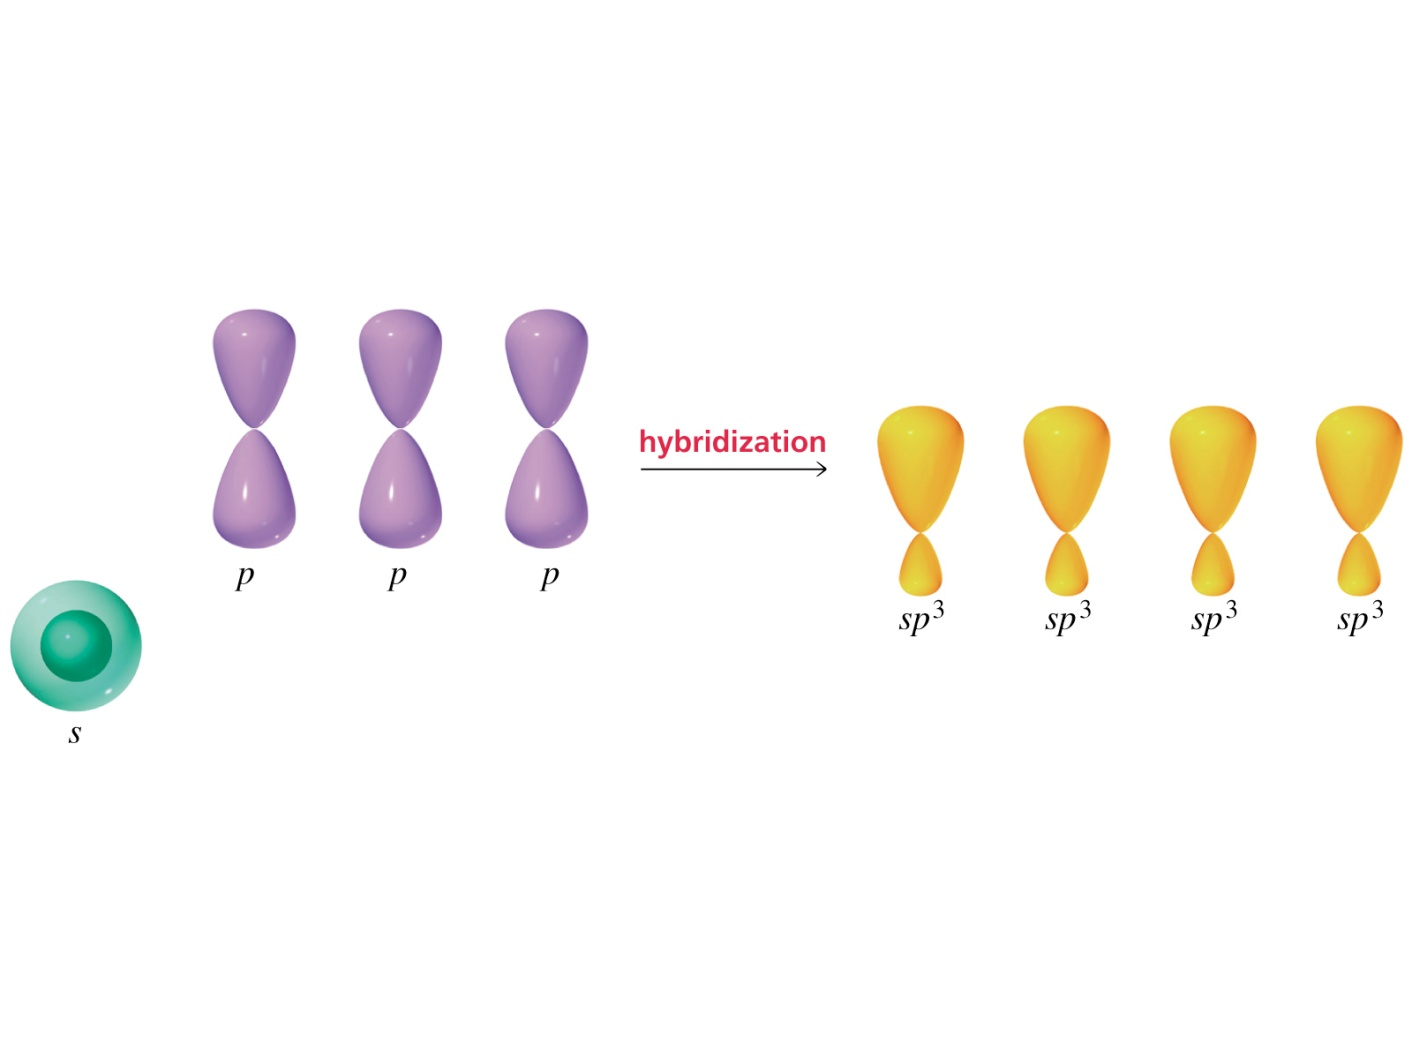 hybridization
p p p
sp³ sp³ sp³ sp³
s